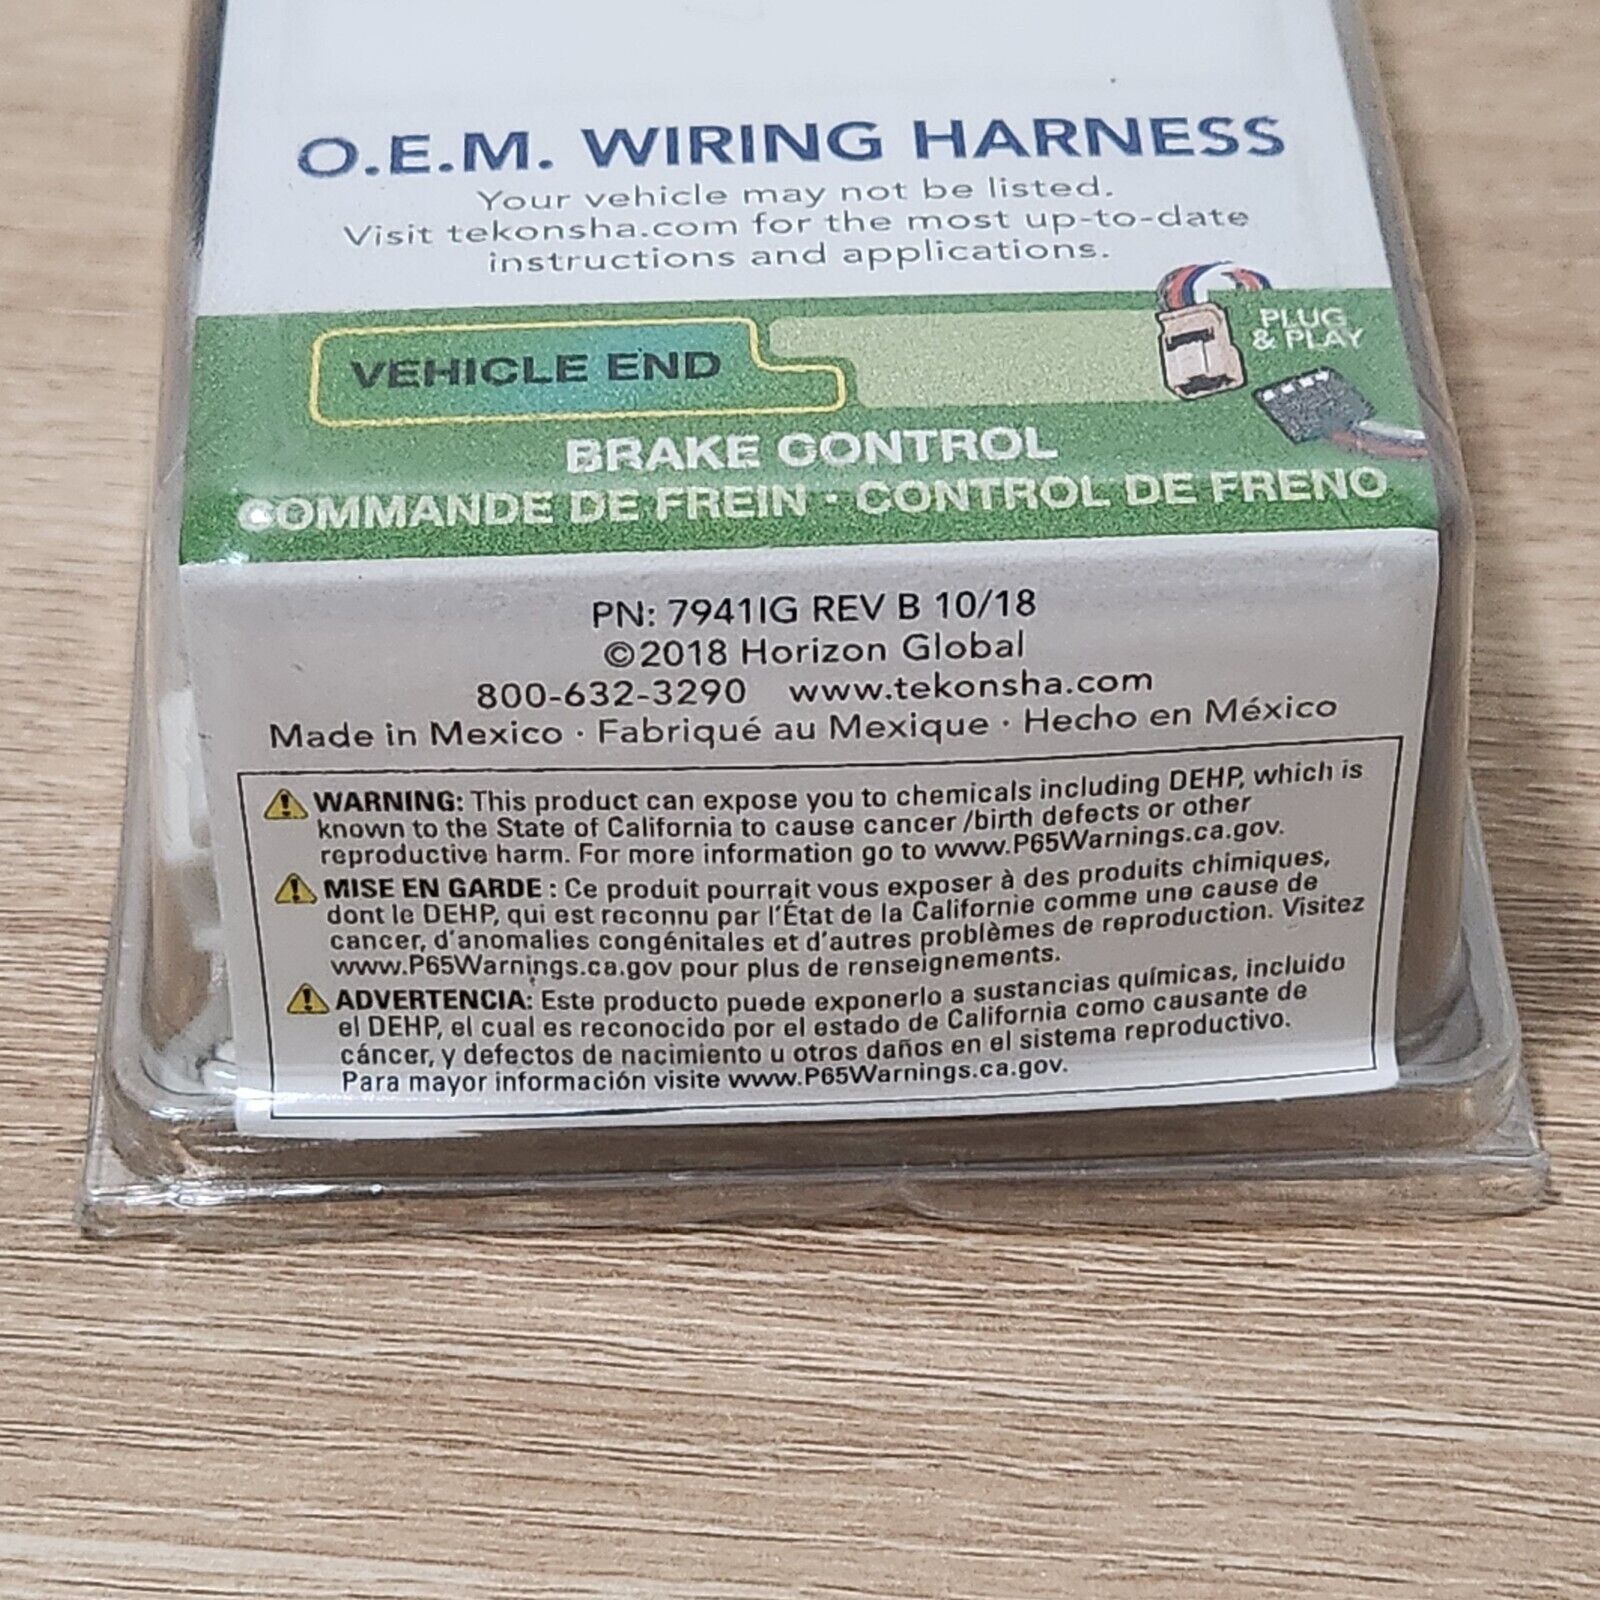 O.E.M. WIRING HARNESS
Your vehicle may not be listed.
Visit tekonsha.com for the most up-to-date
instructions and applications.
VEHICLE END
PLUG
& PLAY
BRAKE CONTROL
COMMANDE DE FREIN · CONTROL DE FRENO
PN: 7941IG REV B 10/18
©2018 Horizon Global
800-632-3290 www.tekonsha.com
Made in Mexico · Fabriqué au Mexique · Hecho en México
WARNING: This product can expose you to chemicals including DEHP, which is
known to the State of California to cause cancer /birth defects or other
reproductive harm. For more information go to www.P65Warnings.ca.gov.
MISE EN GARDE : Ce produit pourrait vous exposer à des produits chimiques,
dont le DEHP, qui est reconnu par l'État de la Californie comme une cause de
cancer, d'anomalies congénitales et d'autres problèmes de reproduction. Visitez
www.P65Warnings.ca.gov pour plus de renseignements.
ADVERTENCIA: Este producto puede exponerlo a sustancias químicas, incluido
el DEHP, el cual es reconocido por el estado de California como causante de
cáncer, y defectos de nacimiento u otros daños en el sistema reproductivo.
Para mayor información visite www.P65Warnings.ca.gov.